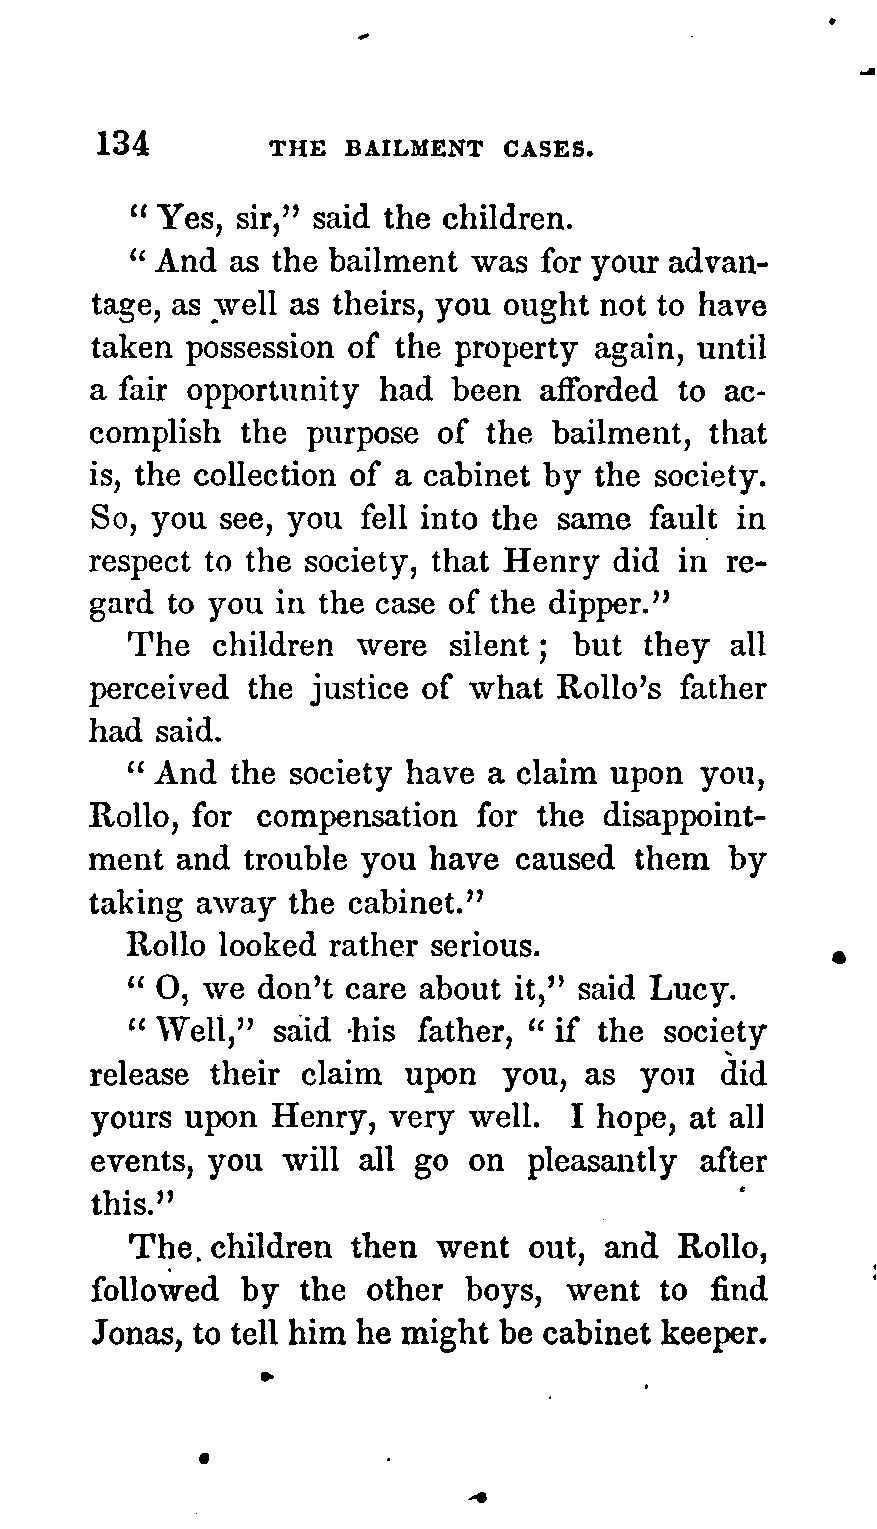 134 THE BAILMENT CASES.
“ Yes, sir,” said the children.
“ And as the bailment was for your advan-
tage, as well as theirs, you ought not to have
taken possession of the property again, until
a fair opportunity had been afforded to ac-
complish the purpose of the bailment, that
is, the collection of a cabinet by the society.
So, you see, you fell into the same fault in
respect to the society, that Henry did in re-
gard to you in the case of the dipper.”
The children were silent ; but they all
perceived the justice of what Rollo’s father
had said.
“ And the society have a claim upon you,
Rollo, for compensation for the disappoint-
ment and trouble you have caused them by
taking away the cabinet.”
Rollo looked rather serious.
“ O, we don’t care about it,” said Lucy.
“ Well,” said his father, “ if the society
release their claim upon you, as you did
yours upon Henry, very well. I hope, at all
events, you will all go on pleasantly after
this.”
The children then went out, and Rollo,
followed by the other boys, went to find
Jonas, to tell him he might be cabinet keeper.